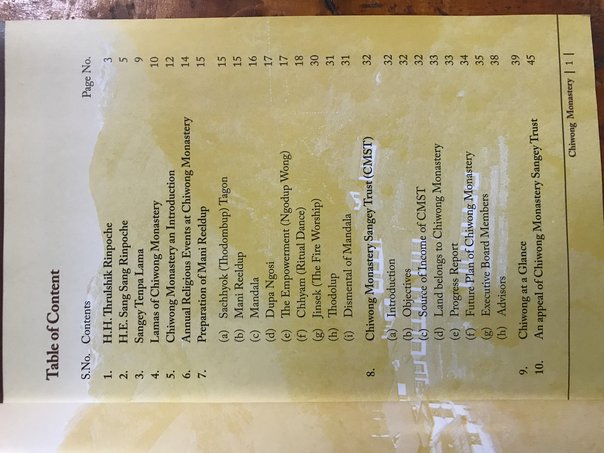 Table of Content
S.No. Contents Page No.
1. H.H. Thrulshik Rinpoche 3
2. H.E. Sang Sang Rinpoche 5
3. Sangey Tenpa Lama 9
4. Lamas of Chiwong Monastery 10
5. Chiwong Monastery an Introduction 12
6. Annual Religious Events at Chiwong Monastery 14
7. Preparation of Mani Reeldup 15
(a) Sachhyok (Thodombup) Tagon 15
(b) Mani Reeldup 15
(c) Mandala 16
(d) Dupa Ngosi 17
(e) The Empowerment (Ngodup Wong) 17
(f) Chhyam (Ritual Dance) 18
(g) Jinsek (The Fire Worship) 30
(h) Thodolup 31
(i) Dismental of Mandala 31
8. Chiwong Monastery Sangey Trust (CMST) 32
(a) Introduction 32
(b) Objectives 32
(c) Source of Income of CMST 32
(d) Land belongs to Chiwong Monastery 33
(e) Progress Report 33
(f) Future Plan of Chiwong Monastery 34
(g) Executive Board Members 35
(h) Advisors 38
9. Chiwong at a Glance 39
10. An appeal of Chiwong Monastery Sangey Trust 45
Chiwong Monastery | 1 |